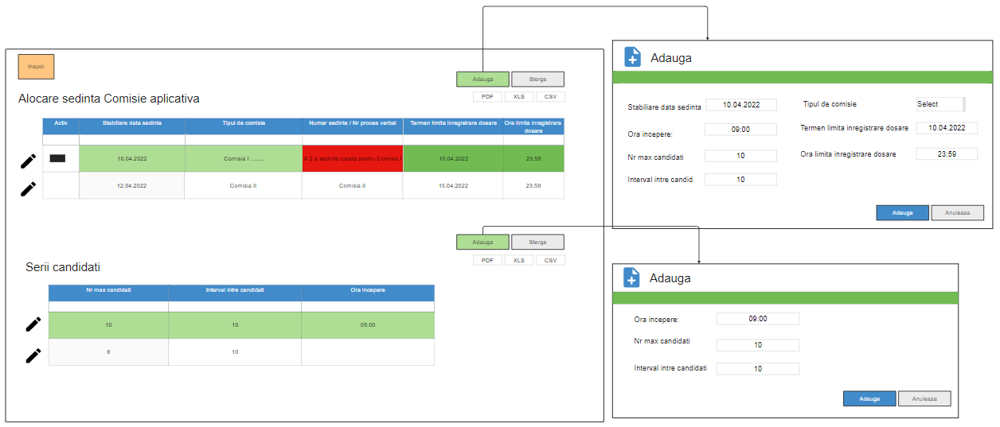 Inapoi
Adauga
Sterge
PDF
XLS
CSV
Alocare sedinta Comisie aplicativa
Activ
Stabiliare data sedinta
Tipul de comisie
Numar sedinte / Nr proces verbal
Termen limita inregistrare dosare
Ora limita inregistrare
dosare
10.04.2022
Comisia I ........
A 2 a sedinta creata pentru Comisia I
10.04.2022
23:59
12.04.2022
Comisia II
Comisia II
15.04.2022
23:59
Adauga
Sterge
PDF
XLS
CSV
Serii candidati
Nr max candidati
Interval intre candidati
Ora incepere
10
10
09:00
8
10
Adauga
Stabiliare data sedinta
10.04.2022
Tipul de comisie
Select
Ora incepere:
09:00
Termen limita inregistrare dosare
10.04.2022
Nr max candidati
10
Ora limita inregistrare dosare
23:59
Interval intre candid
10
Adauga
Anuleaza
Adauga
Ora incepere:
09:00
Nr max candidati
10
Interval intre candidati
10
Adauga
Anuleaza